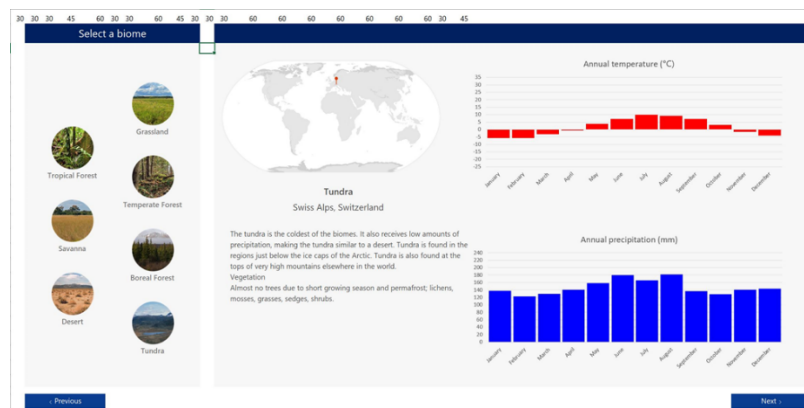 30 30 30 45 60 30 30 60 45 30 30 30 60 45 60 60 30 45
Select a biome
Grassland
Tropical Forest
Temperate Forest
Savanna
Boreal Forest
Desert
Tundra
Tundra
Swiss Alps, Switzerland
The tundra is the coldest of the biomes. It also receives low amounts of
precipitation, making the tundra similar to a desert. Tundra is found in the
regions just below the ice caps of the Arctic. Tundra is also found at the
tops of very high mountains elsewhere in the world.
Vegetation
Almost no trees due to short growing season and permafrost; lichens,
mosses, grasses, sedges, shrubs.
Annual temperature (°C)
35
30
25
20
15
10
5
0
-5
-10
-15
-20
-25
January February March April May June July August September October November December
Annual precipitation (mm)
240
220
200
180
160
140
120
100
80
60
40
20
0
January February March April May June July August September October November December
‹ Previous
Next ›